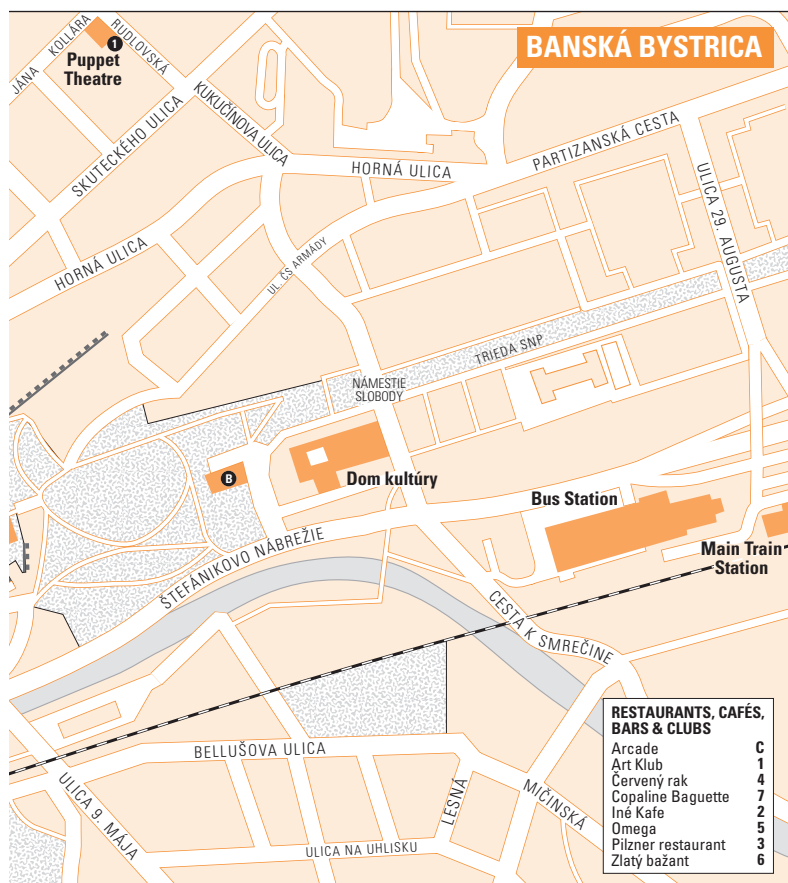 BANSKÁ BYSTRICA
JÁNA KOLLÁRA
RUDLOVSKÁ
1
Puppet
Theatre
SKUTECKÉHO ULICA
KUKUČÍNOVA ULICA
HORNÁ ULICA
PARTIZÁNSKA CESTA
ULICA 29. AUGUSTA
HORNÁ ULICA
UL. ČS ARMÁDY
TRIEDA SNP
NÁMESTIE
SLOBODY
B
Dom kultúry
Bus Station
Main Train
Station
ŠTEFÁNIKOVO NÁBREŽIE
CESTA K SMREČINE
BELLUŠOVA ULICA
ULICA 9. MÁJA
LESNÁ
MIČINSKÁ
ULICA NA UHLISKU
RESTAURANTS, CAFÉS,
BARS & CLUBS
Arcade C
Art Klub 1
Červený rak 4
Copaline Baguette 7
Iné Kafe 2
Omega 5
Pilzner restaurant 3
Zlatý bažant 6